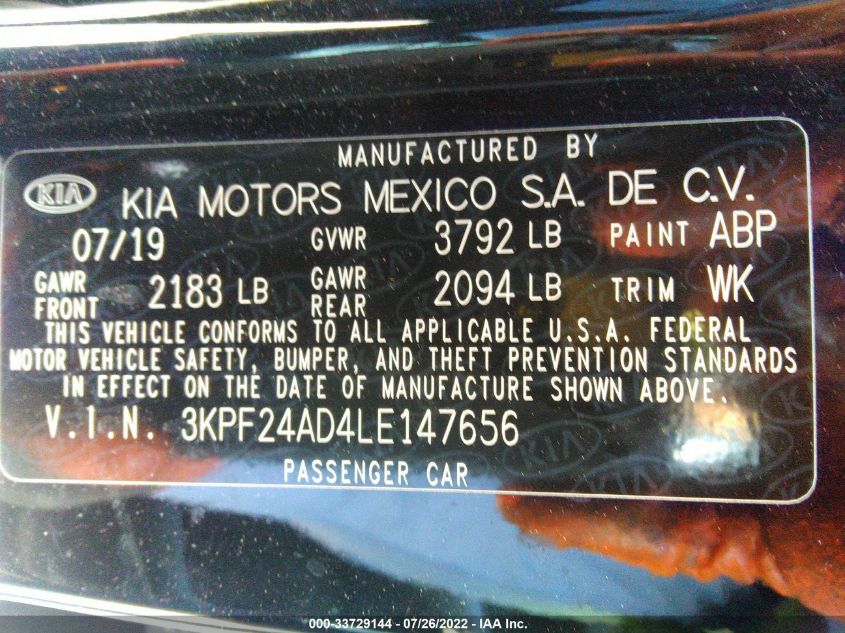 MANUFACTURED BY
KIA KIA MOTORS MEXICO S.A. DE C.V.
07/19 GVWR 3792 LB PAINT ABP
GAWR FRONT 2183 LB GAWR REAR 2094 LB TRIM WK
THIS VEHICLE CONFORMS TO ALL APPLICABLE U.S.A. FEDERAL
MOTOR VEHICLE SAFETY, BUMPER, AND THEFT PREVENTION STANDARDS
IN EFFECT ON THE DATE OF MANUFACTURE SHOWN ABOVE.
V.I.N. 3KPF24AD4LE147656
PASSENGER CAR
000-33729144 - 07/26/2022 - IAA Inc.